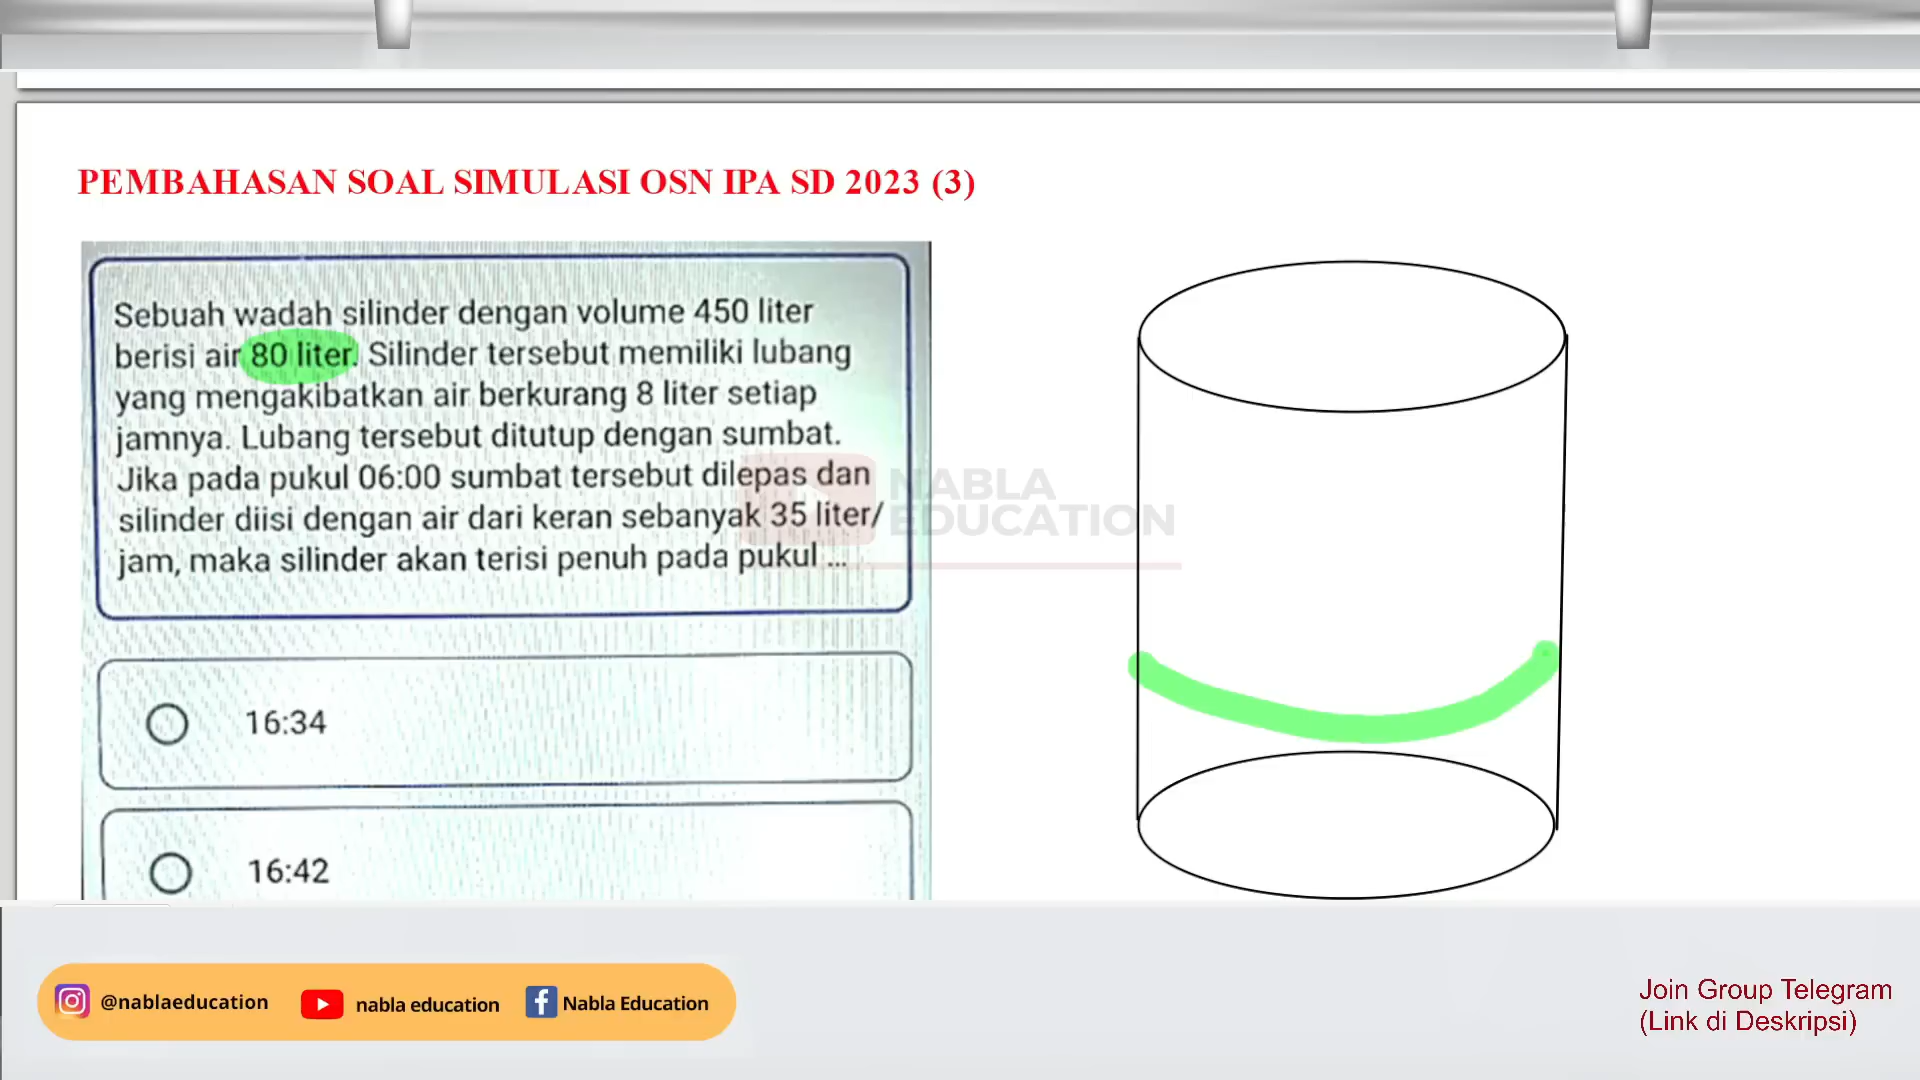 PEMBAHASAN SOAL SIMULASI OSN IPA SD 2023 (3)
Sebuah wadah silinder dengan volume 450 liter
berisi air 80 liter. Silinder tersebut memiliki lubang
yang mengakibatkan air berkurang 8 liter setiap
jamnya. Lubang tersebut ditutup dengan sumbat.
Jika pada pukul 06:00 sumbat tersebut dilepas dan
silinder diisi dengan air dari keran sebanyak 35 liter/
jam, maka silinder akan terisi penuh pada pukul ...
16:34
16:42
NABLA
EDUCATION
@nablaeducation
nabla education
Nabla Education
Join Group Telegram
(Link di Deskripsi)